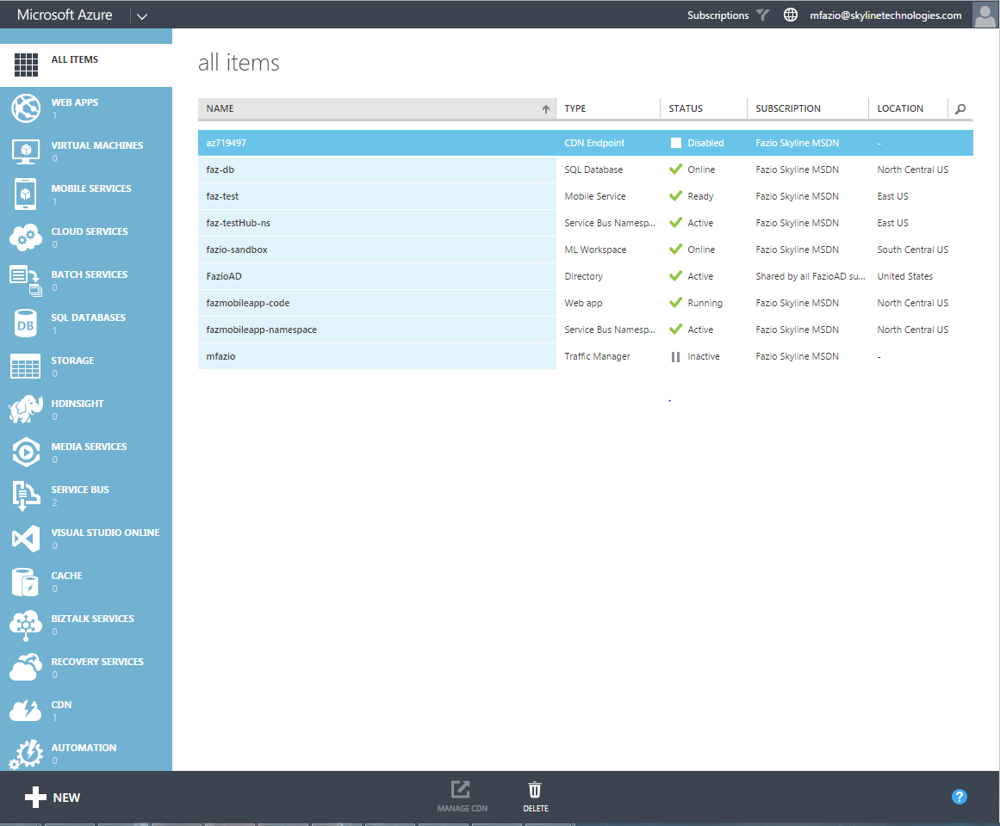 Microsoft Azure
Subscriptions mfazio@skylinetechnologies.com
ALL ITEMS
WEB APPS
1
VIRTUAL MACHINES
0
MOBILE SERVICES
1
CLOUD SERVICES
0
BATCH SERVICES
0
SQL DATABASES
1
DB
STORAGE
0
HDINSIGHT
0
MEDIA SERVICES
0
SERVICE BUS
2
VISUAL STUDIO ONLINE
0
CACHE
0
BIZTALK SERVICES
0
RECOVERY SERVICES
0
CDN
1
AUTOMATION
0
all items
NAME TYPE STATUS SUBSCRIPTION LOCATION
az719497 CDN Endpoint Disabled Fazio Skyline MSDN -
faz-db SQL Database Online Fazio Skyline MSDN North Central US
faz-test Mobile Service Ready Fazio Skyline MSDN East US
faz-testHub-ns Service Bus Namesp... Active Fazio Skyline MSDN East US
fazio-sandbox ML Workspace Online Fazio Skyline MSDN South Central US
FazioAD Directory Active Shared by all FazioAD su... United States
fazmobileapp-code Web app Running Fazio Skyline MSDN North Central US
fazmobileapp-namespace Service Bus Namesp... Active Fazio Skyline MSDN North Central US
mfazio Traffic Manager Inactive Fazio Skyline MSDN -
NEW
MANAGE CDN
DELETE
?